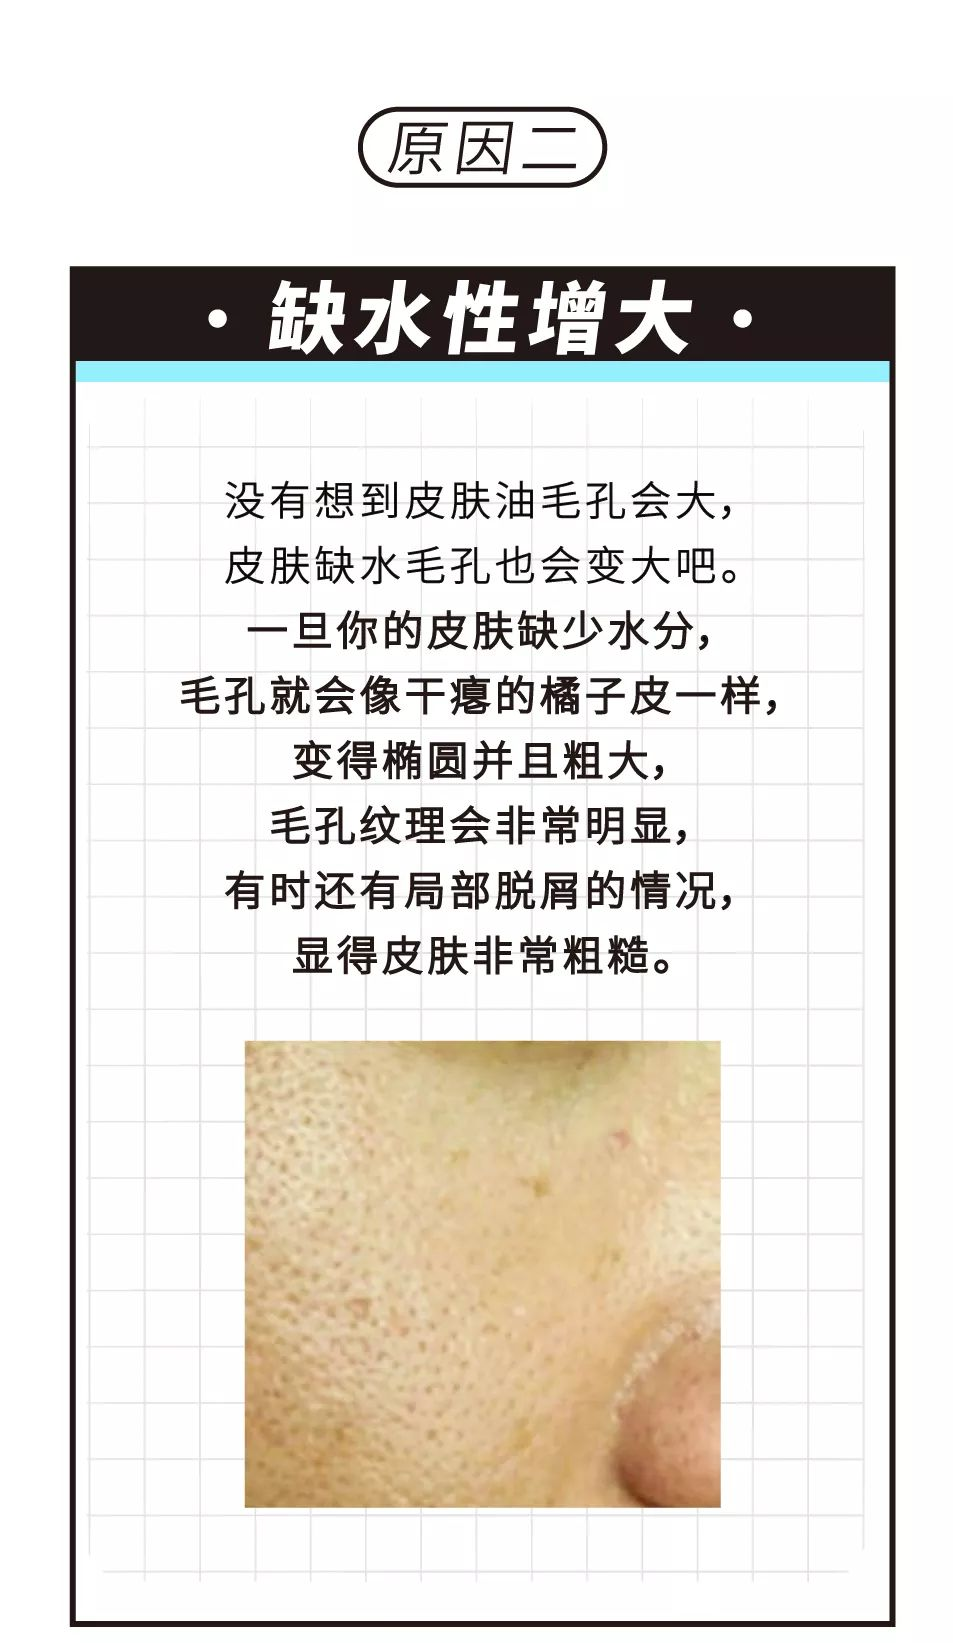 原因二
· 缺水性增大 ·
没有想到皮肤油毛孔会大，
皮肤缺水毛孔也会变大吧。
一旦你的皮肤缺少水分，
毛孔就会像干瘪的橘子皮一样，
变得椭圆并且粗大，
毛孔纹理会非常明显，
有时还有局部脱屑的情况，
显得皮肤非常粗糙。